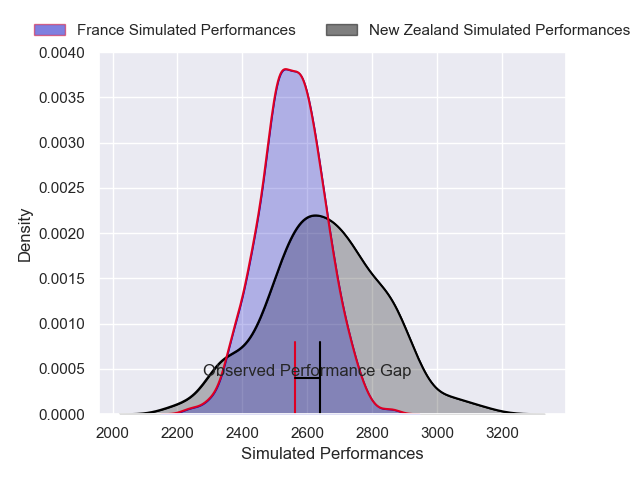 France Simulated Performances
New Zealand Simulated Performances
0.0040
0.0035
0.0030
0.0025
0.0020
0.0015
0.0010
0.0005
0.0000
Density
Observed Performance Gap
2000 2200 2400 2600 2800 3000 3200
Simulated Performances